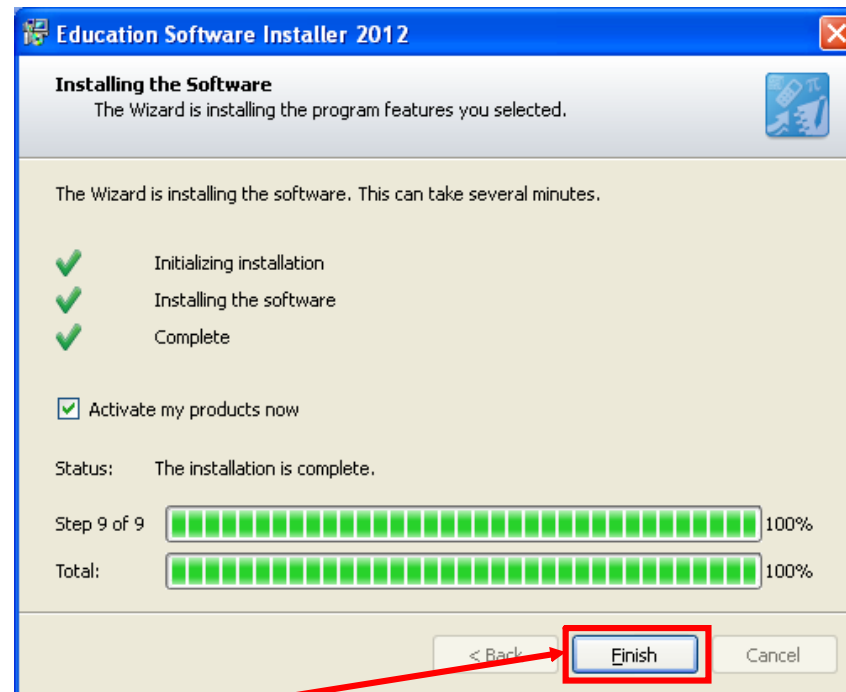 Education Software Installer 2012
Installing the Software
The Wizard is installing the program features you selected.
The Wizard is installing the software. This can take several minutes.
Initializing installation
Installing the software
Complete
Activate my products now
Status: The installation is complete.
Step 9 of 9 100%
Total: 100%
< Back Finish Cancel